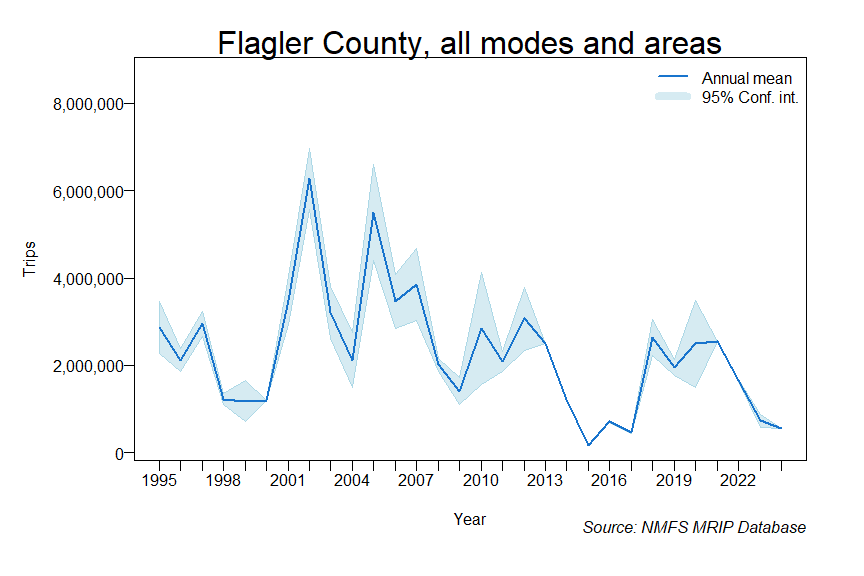 Flagler County, all modes and areas
Annual mean
95% Conf. int.
8,000,000
6,000,000
4,000,000
2,000,000
0
Trips
1995 1998 2001 2004 2007 2010 2013 2016 2019 2022
Year
Source: NMFS MRIP Database